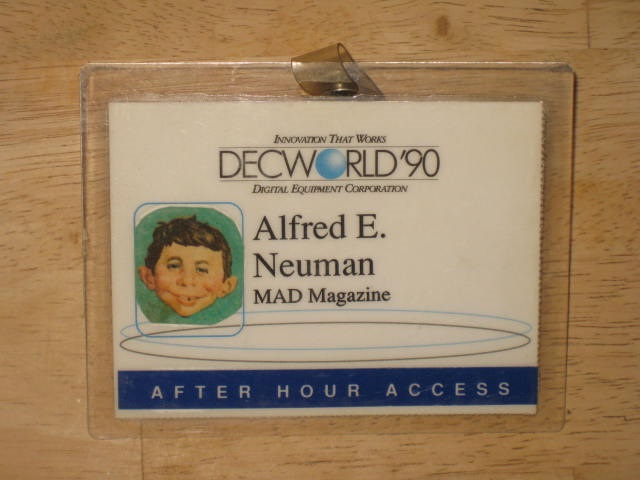 INNOVATION THAT WORKS
DECWORLD '90
DIGITAL EQUIPMENT CORPORATION
Alfred E.
Neuman
MAD Magazine
AFTER HOUR ACCESS